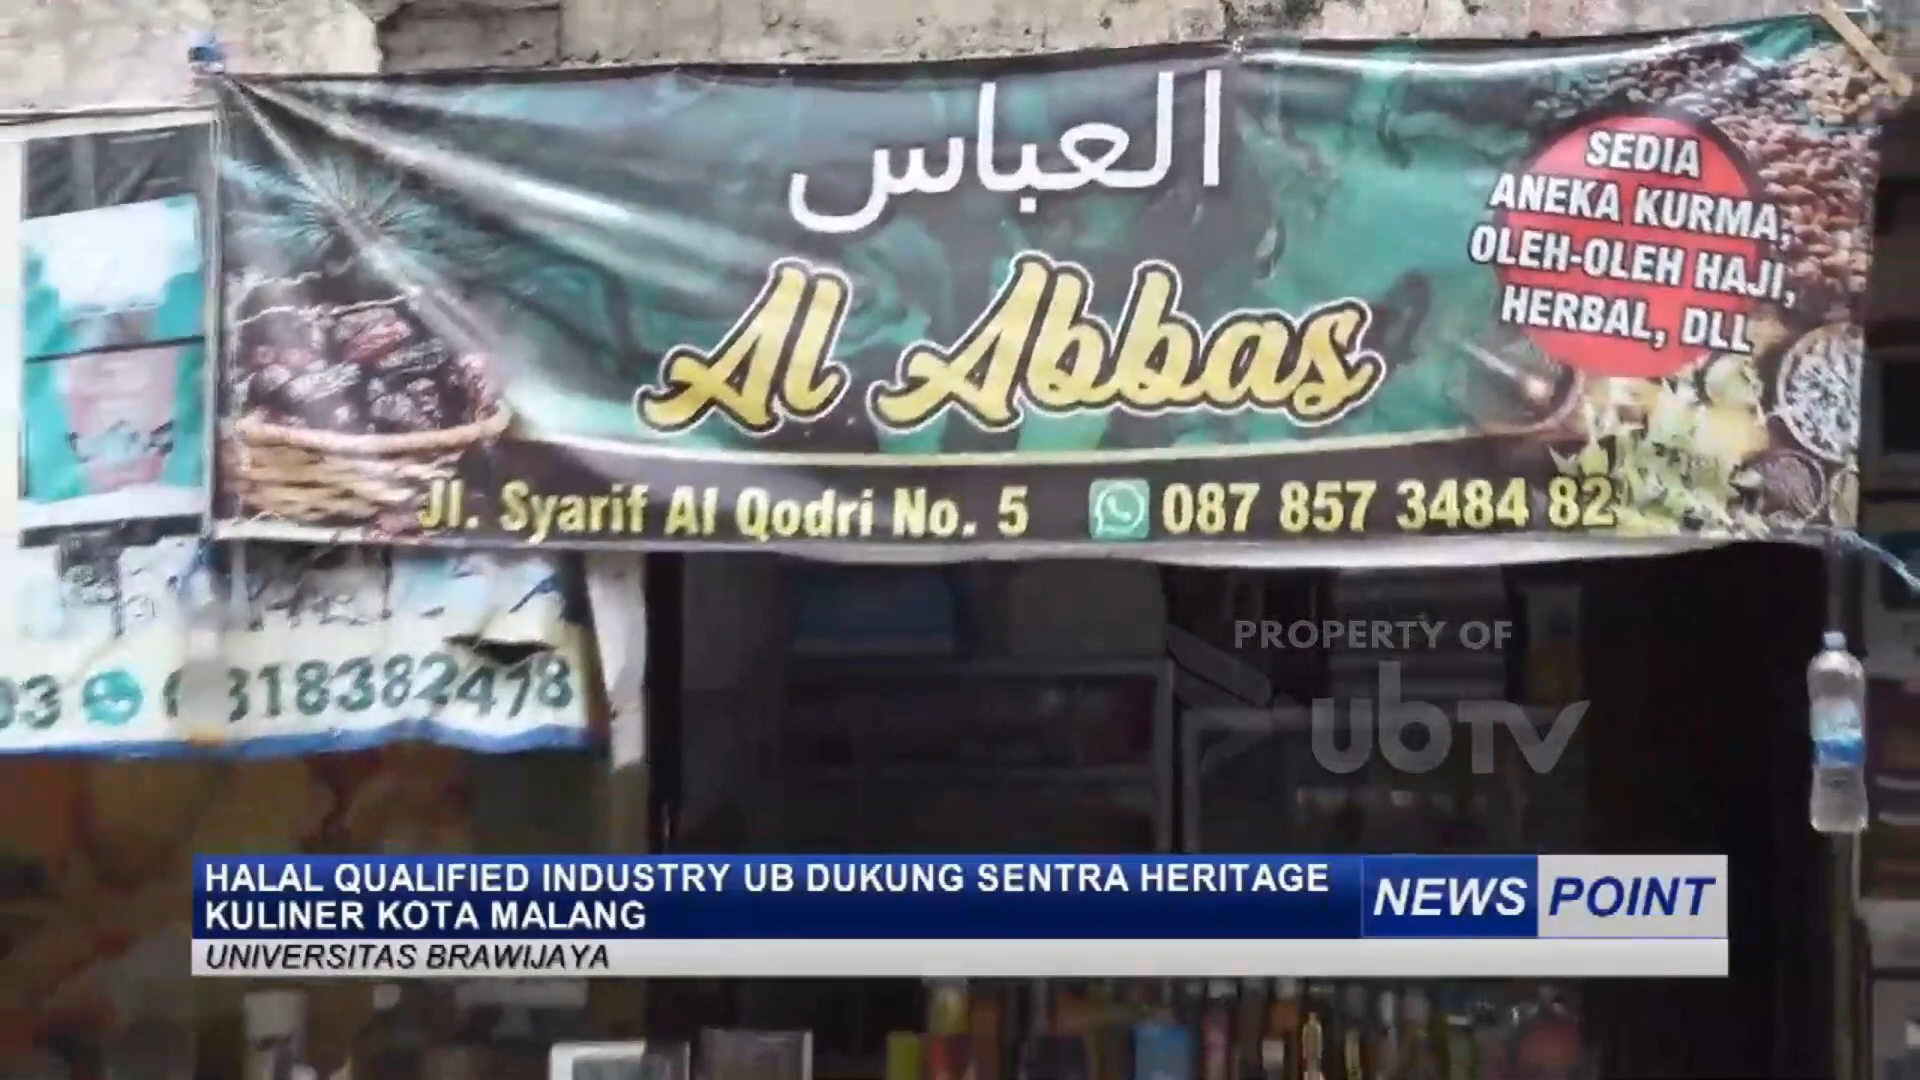 العباس
Al Abbas
SEDIA
ANEKA KURMA,
OLEH-OLEH HAJI,
HERBAL, DLL
Jl. Syarif Al Qodri No. 5
087 857 3484 82
318382478
PROPERTY OF
UBTV
HALAL QUALIFIED INDUSTRY UB DUKUNG SENTRA HERITAGE
KULINER KOTA MALANG
NEWS POINT
UNIVERSITAS BRAWIJAYA